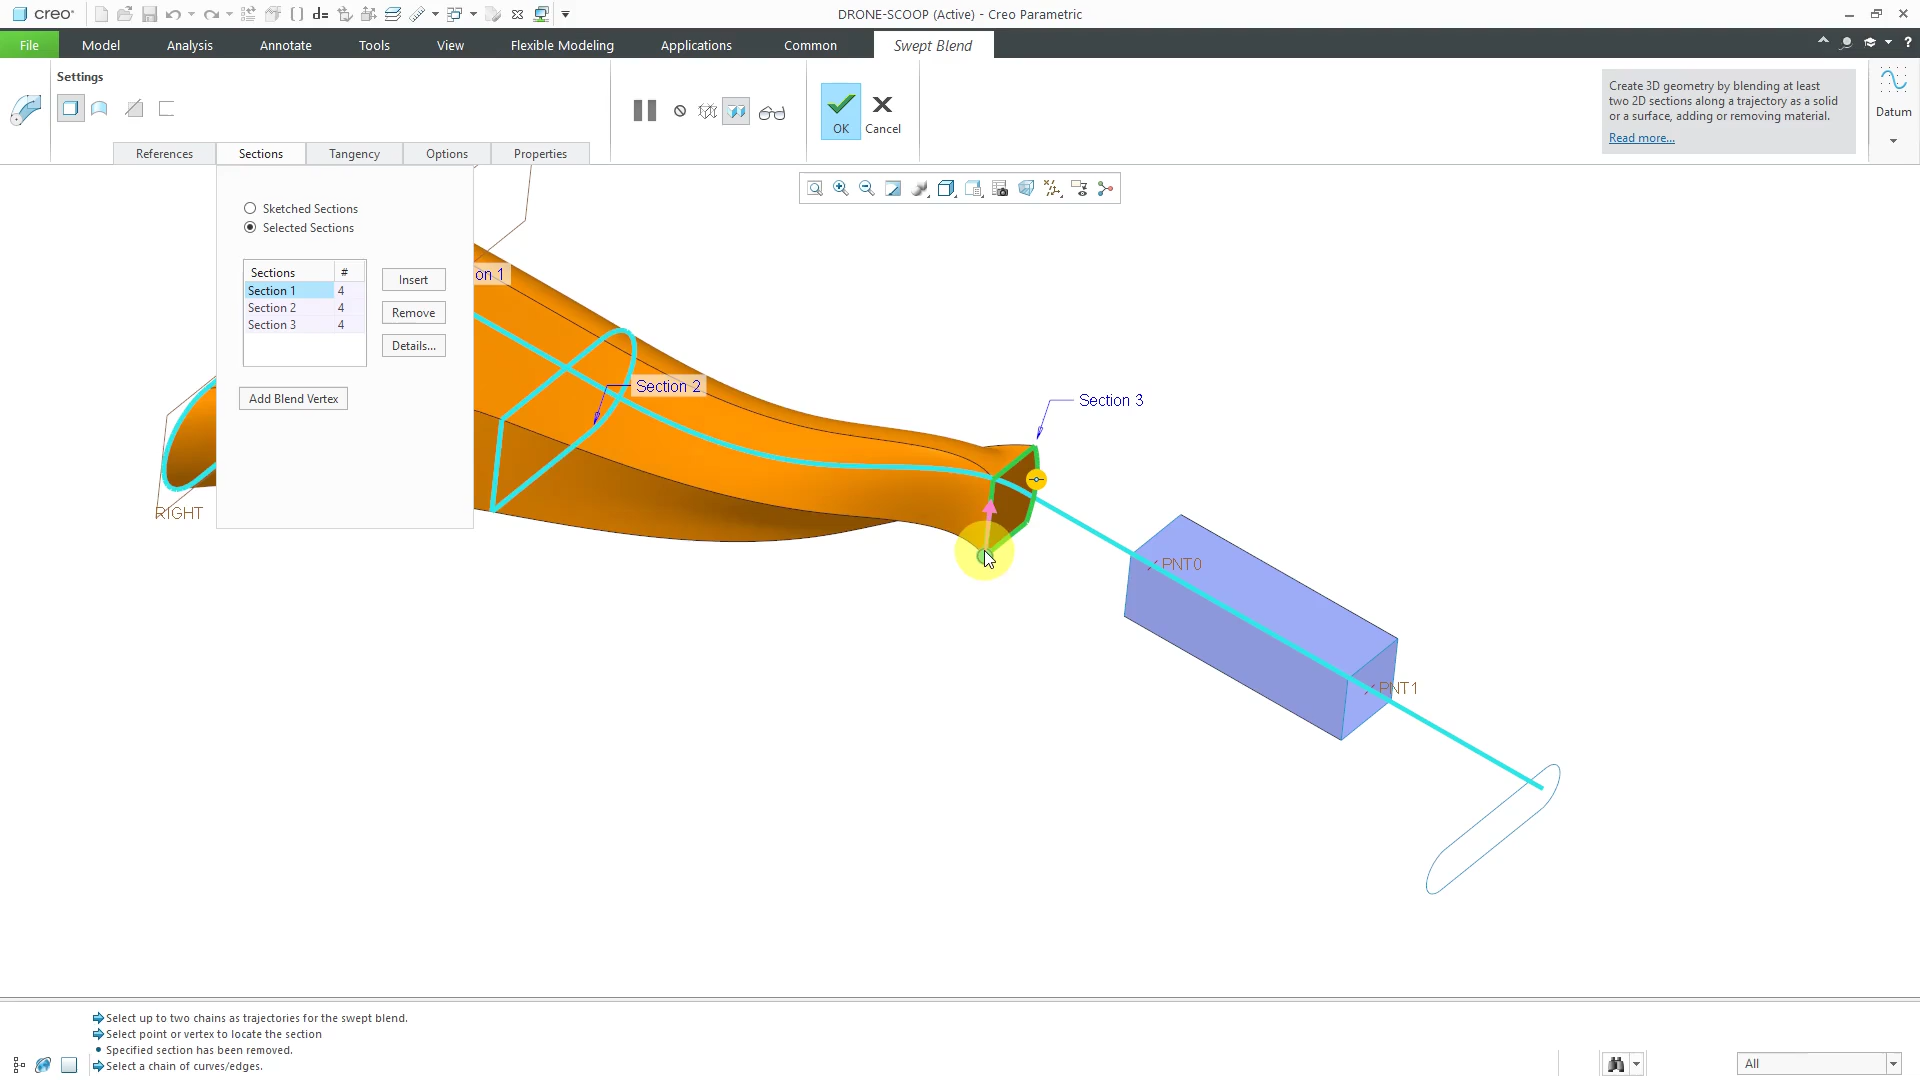 creo
DRONE-SCOOP (Active) - Creo Parametric
File
Model
Analysis
Annotate
Tools
View
Flexible Modeling
Applications
Common
Swept Blend
Settings
OK
Cancel
Create 3D geometry by blending at least
two 2D sections along a trajectory as a solid
or a surface, adding or removing material.
Read more...
Datum
References
Sections
Tangency
Options
Properties
Sketched Sections
Selected Sections
Sections #
Section 1 4
Section 2 4
Section 3 4
Insert
Remove
Details...
Add Blend Vertex
on 1
Section 2
Section 3
RIGHT
PNT0
PNT1
Select up to two chains as trajectories for the swept blend.
Select point or vertex to locate the section
Specified section has been removed.
Select a chain of curves/edges.
All